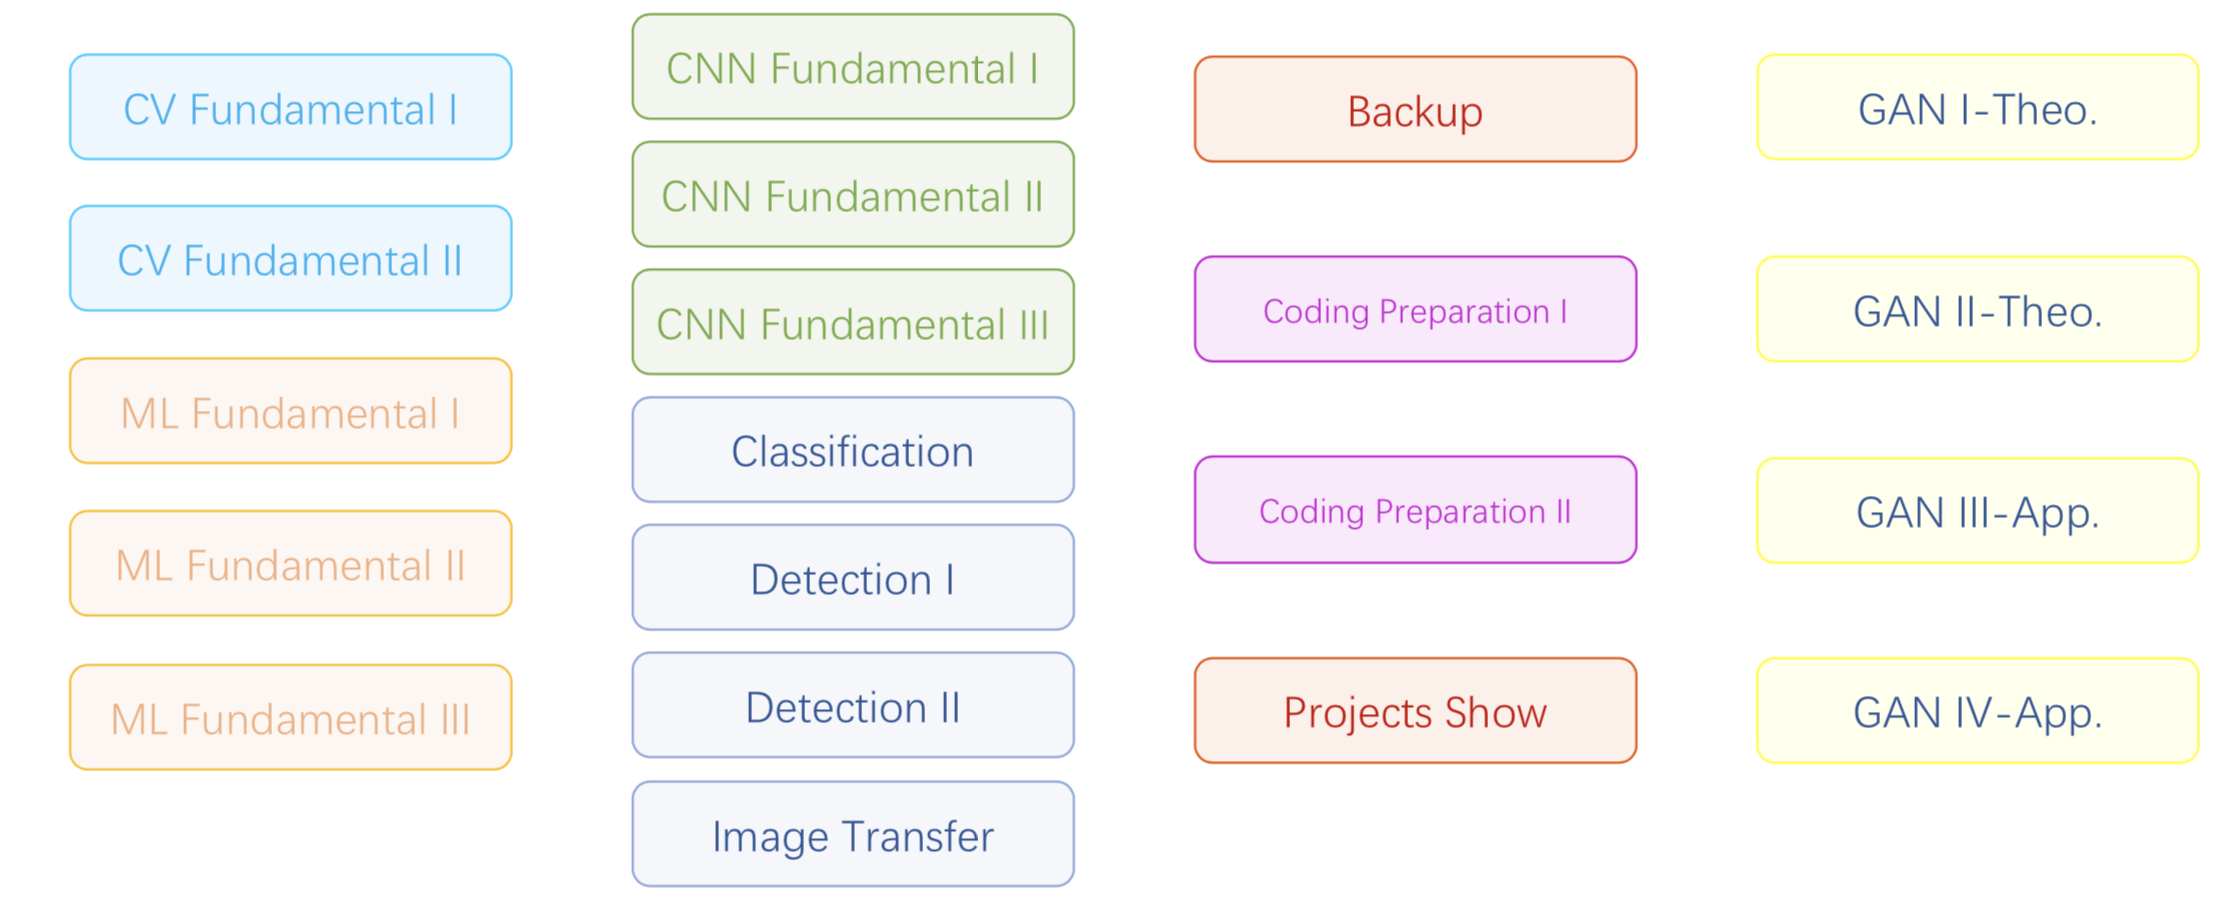 CV Fundamental I
CV Fundamental II
ML Fundamental I
ML Fundamental II
ML Fundamental III
CNN Fundamental I
CNN Fundamental II
CNN Fundamental III
Classification
Detection I
Detection II
Image Transfer
Backup
Coding Preparation I
Coding Preparation II
Projects Show
GAN I-Theo.
GAN II-Theo.
GAN III-App.
GAN IV-App.